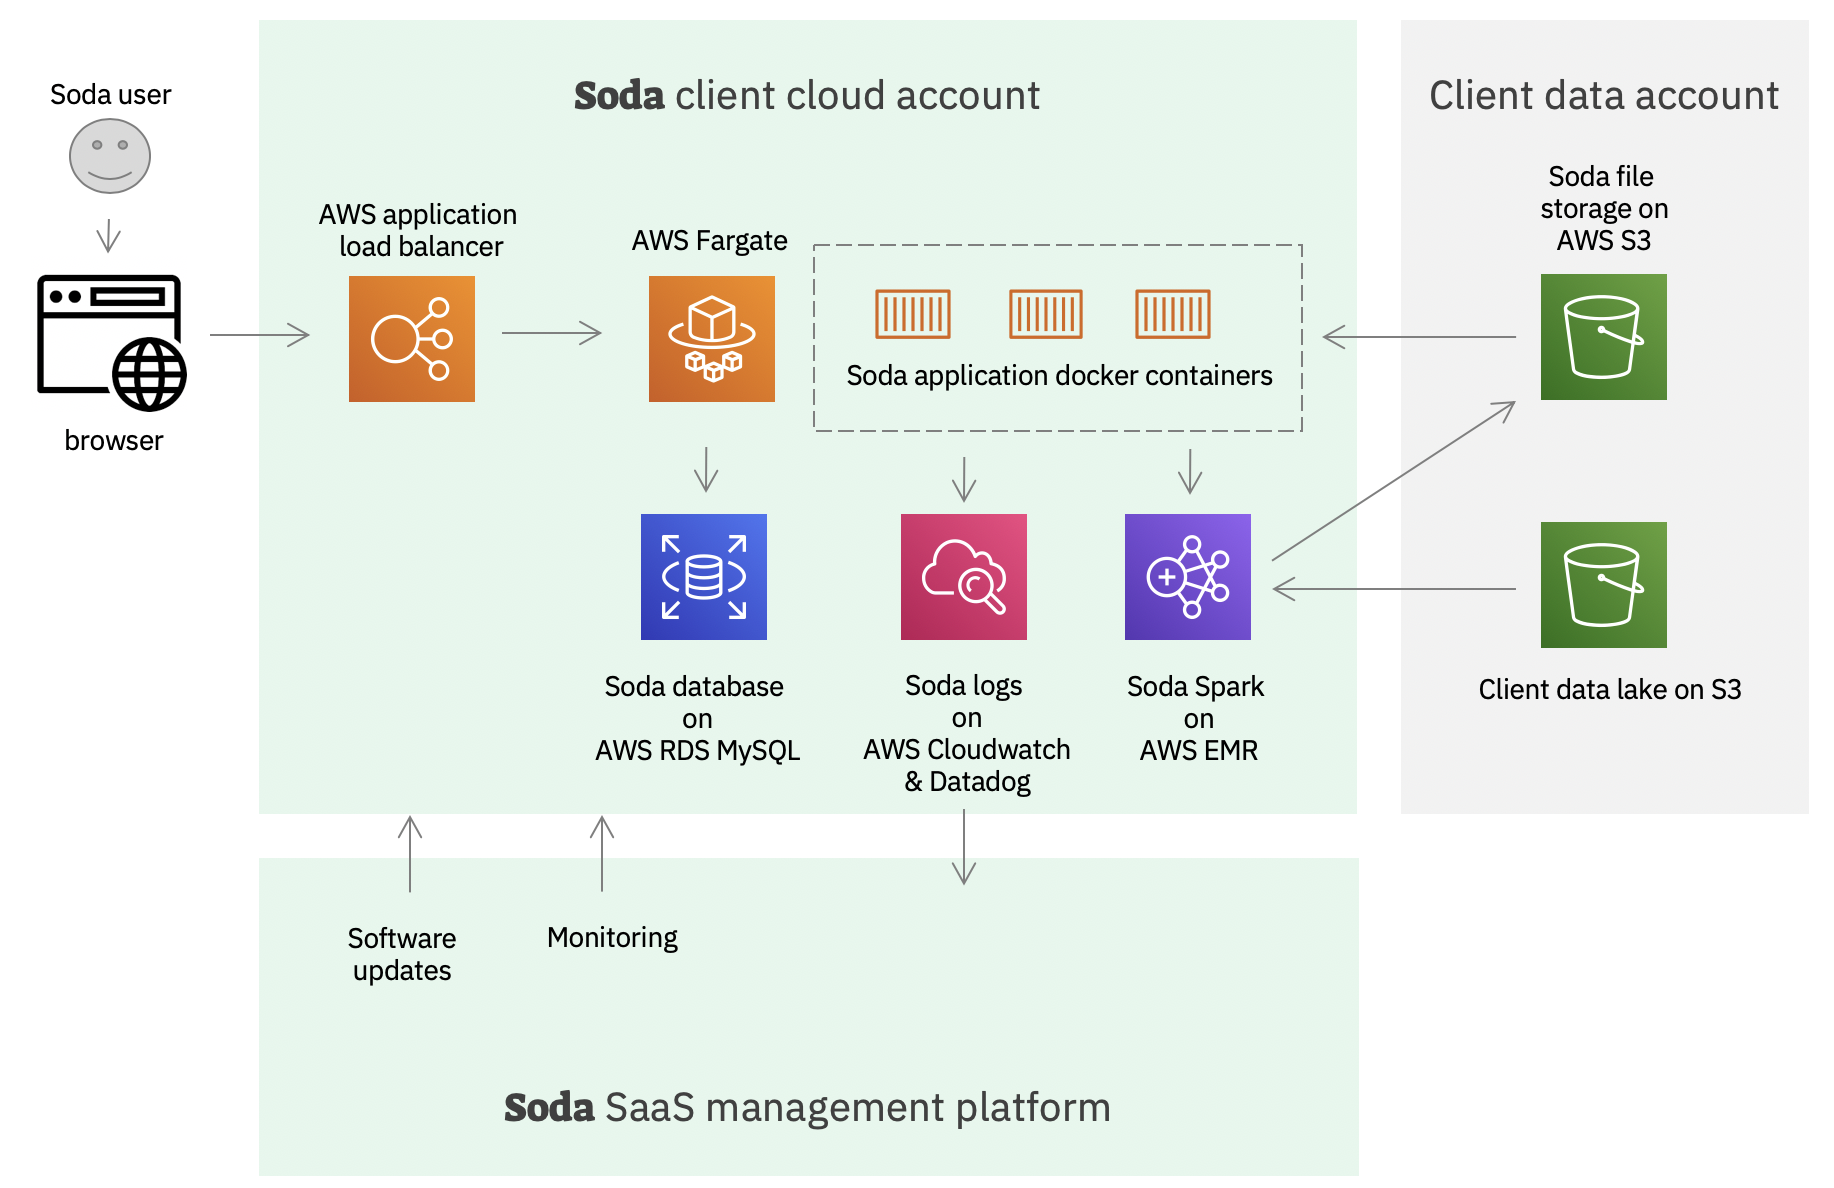 Soda user
browser
Soda client cloud account
AWS application
load balancer
AWS Fargate
Soda application docker containers
Soda database
on
AWS RDS MySQL
Soda logs
on
AWS Cloudwatch
& Datadog
Soda Spark
on
AWS EMR
Client data account
Soda file
storage on
AWS S3
Client data lake on S3
Software
updates
Monitoring
Soda SaaS management platform